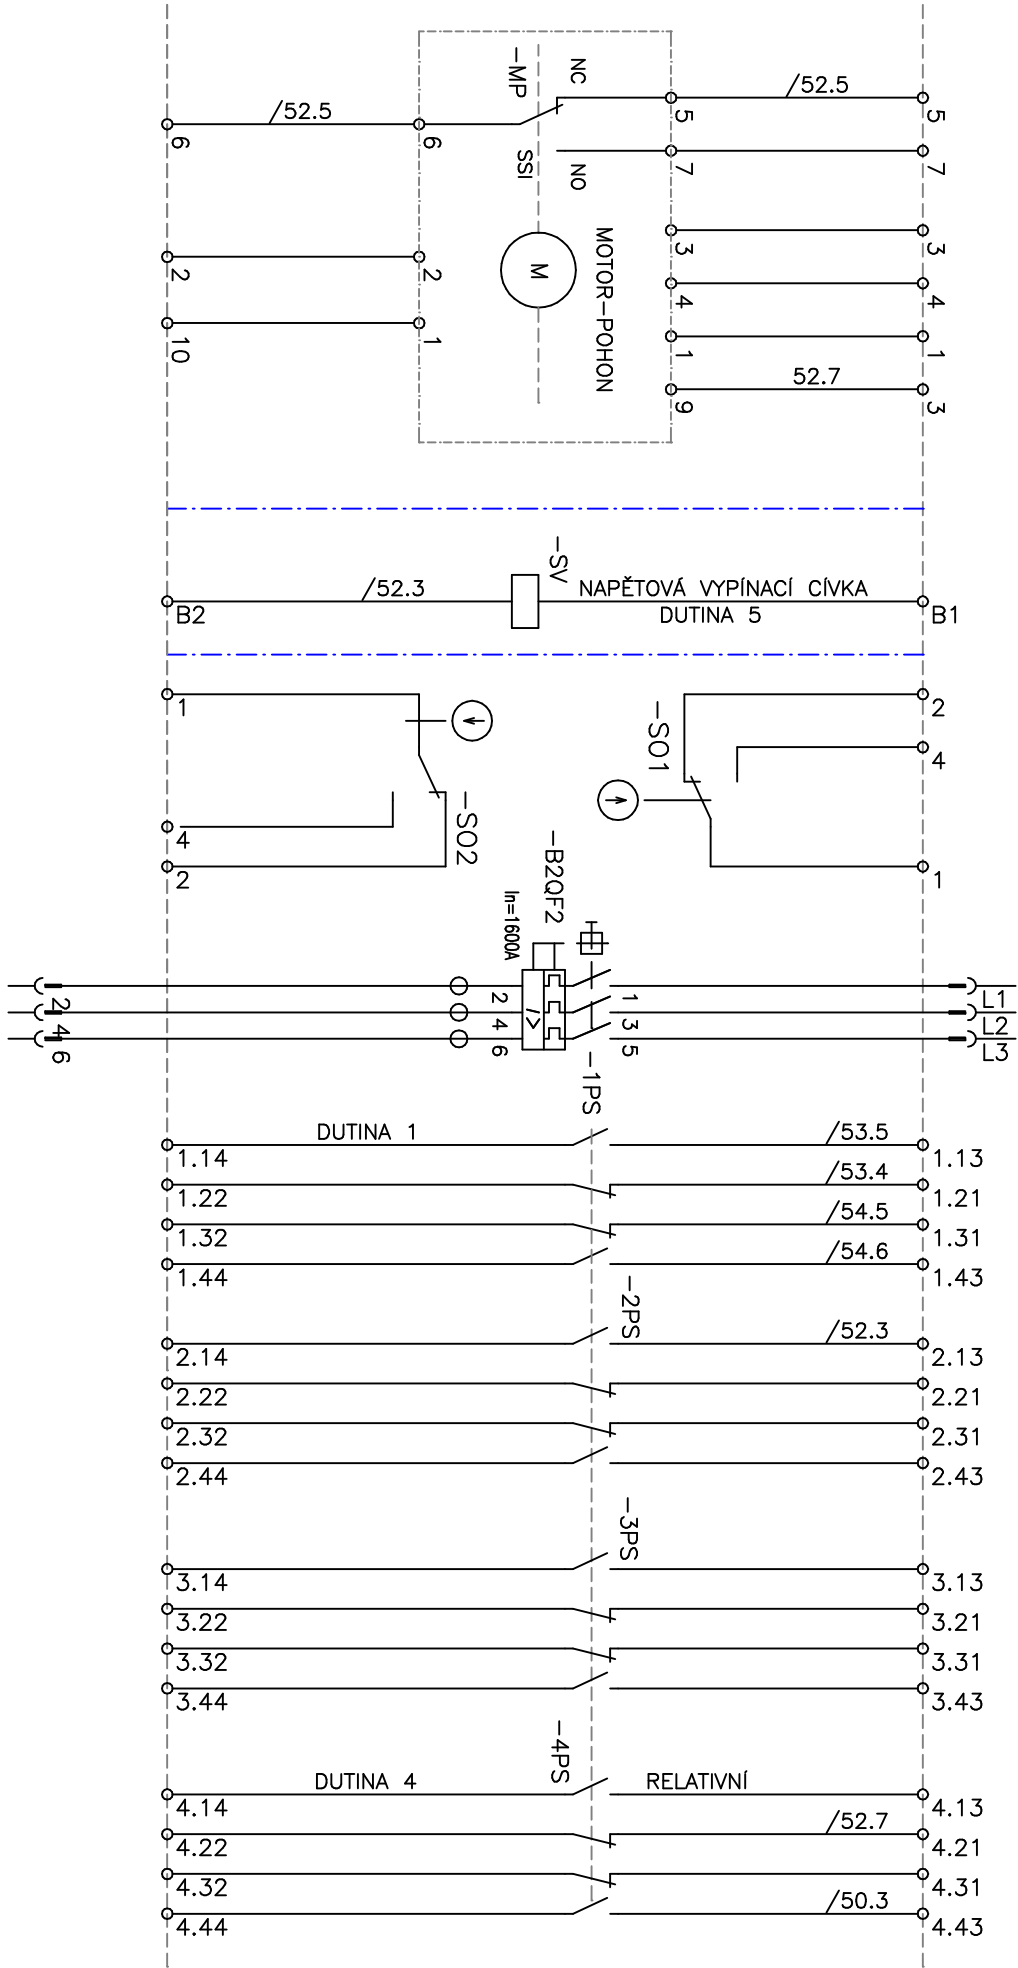 -MP
NC
/52.5
5
5
/52.5
6
6
SSI
NO
7
7
M
MOTOR-POHON
3
3
2
2
4
4
10
1
1
1
52.7
9
3
-SV
/52.3
NAPĚTOVÁ VYPÍNACÍ CÍVKA
B2
DUTINA 5
B1
1
-SO1
2
4
-SO2
4
2
1
-B2QF2
In=1600A
2
2
I>
1
L1
4
4
3
L2
6
6
5
L3
-1PS
DUTINA 1
/53.5
1.14
1.13
/53.4
1.22
1.21
/54.5
1.32
1.31
/54.6
1.44
1.43
-2PS
/52.3
2.14
2.13
2.22
2.21
2.32
2.31
2.44
2.43
-3PS
3.14
3.13
3.22
3.21
3.32
3.31
3.44
3.43
-4PS
DUTINA 4
RELATIVNÍ
4.14
4.13
/52.7
4.22
4.21
4.32
4.31
/50.3
4.44
4.43